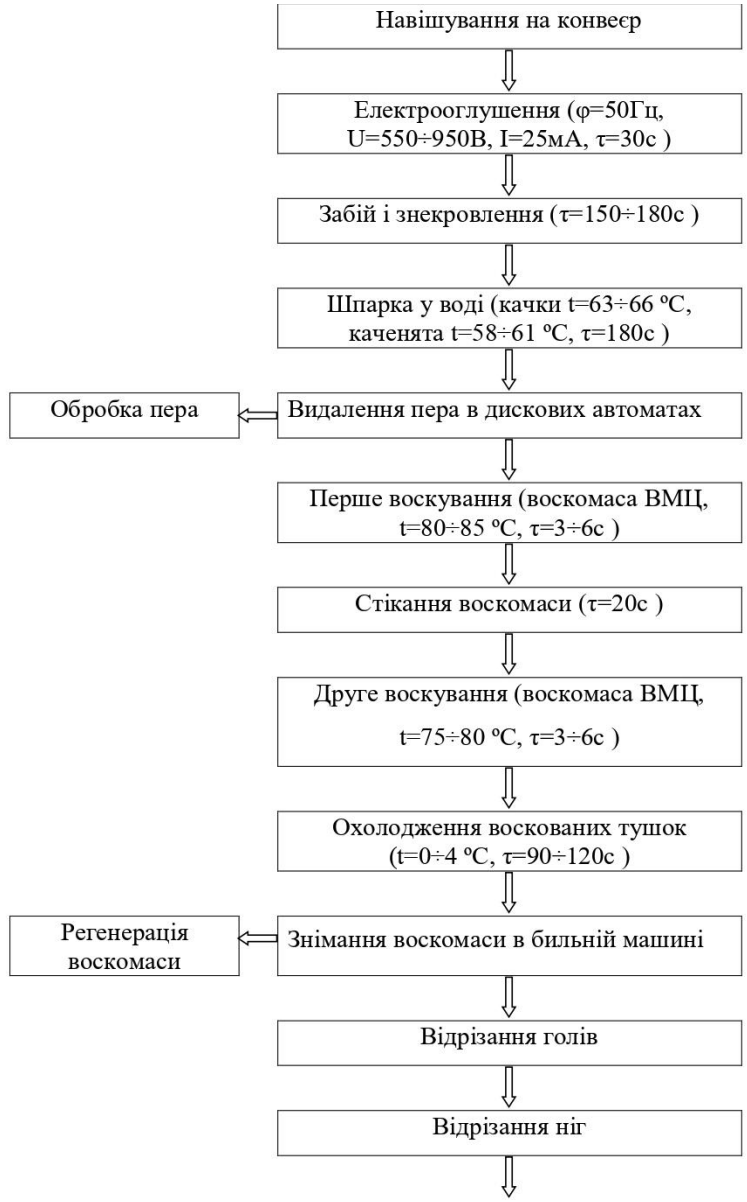 Навішування на конвеєр
Електрооглушення (φ=50Гц,
U=550÷950В, I=25мА, τ=30с )
Забій і знекровлення (τ=150÷180с )
Шпарка у воді (качки t=63÷66 ºС,
каченята t=58÷61 ºС, τ=180с )
Обробка пера
Видалення пера в дискових автоматах
Перше воскування (воскомаса ВМЦ,
t=80÷85 ºС, τ=3÷6с )
Стікання воскомаси (τ=20с )
Друге воскування (воскомаса ВМЦ,
t=75÷80 ºС, τ=3÷6с )
Охолодження воскованих тушок
(t=0÷4 ºС, τ=90÷120с )
Регенерація
воскомаси
Знімання воскомаси в бильній машині
Відрізання голів
Відрізання ніг